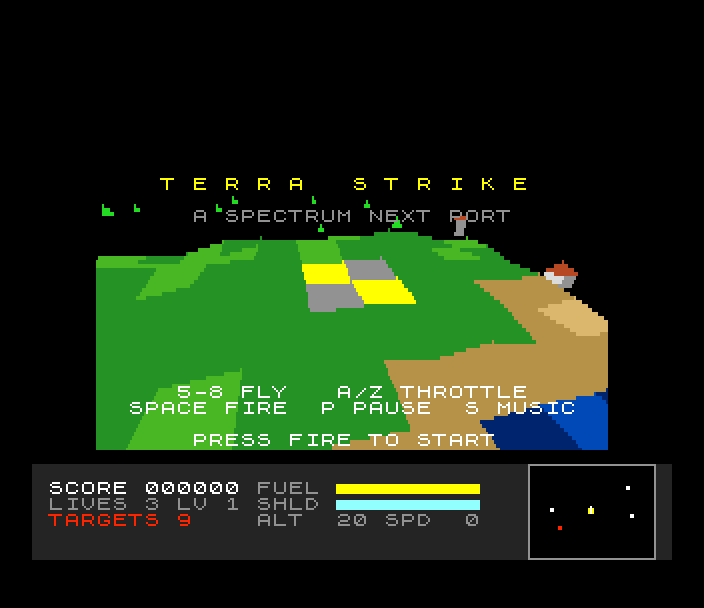 TERRA STRIKE
A SPECTRUM NEXT PORT
5-8 FLY A/Z THROTTLE
SPACE FIRE P PAUSE S MUSIC
PRESS FIRE TO START
SCORE 000000 FUEL
LIVES 3 LV 1 SHLD
TARGETS 9 ALT 20 SPD 0